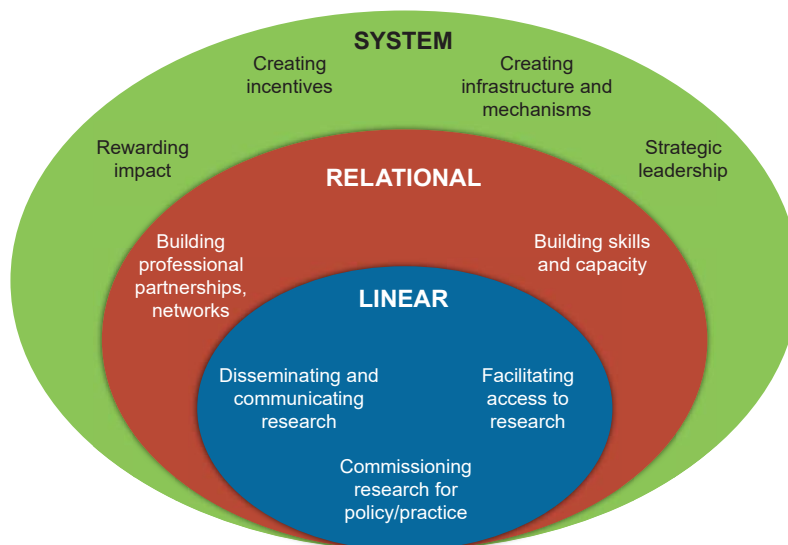 SYSTEM
Creating
incentives
Creating
infrastructure and
mechanisms
Rewarding
impact
Strategic
leadership
RELATIONAL
Building
professional
partnerships,
networks
Building skills
and capacity
LINEAR
Disseminating and
communicating
research
Facilitating
access to
research
Commissioning
research for
policy/practice